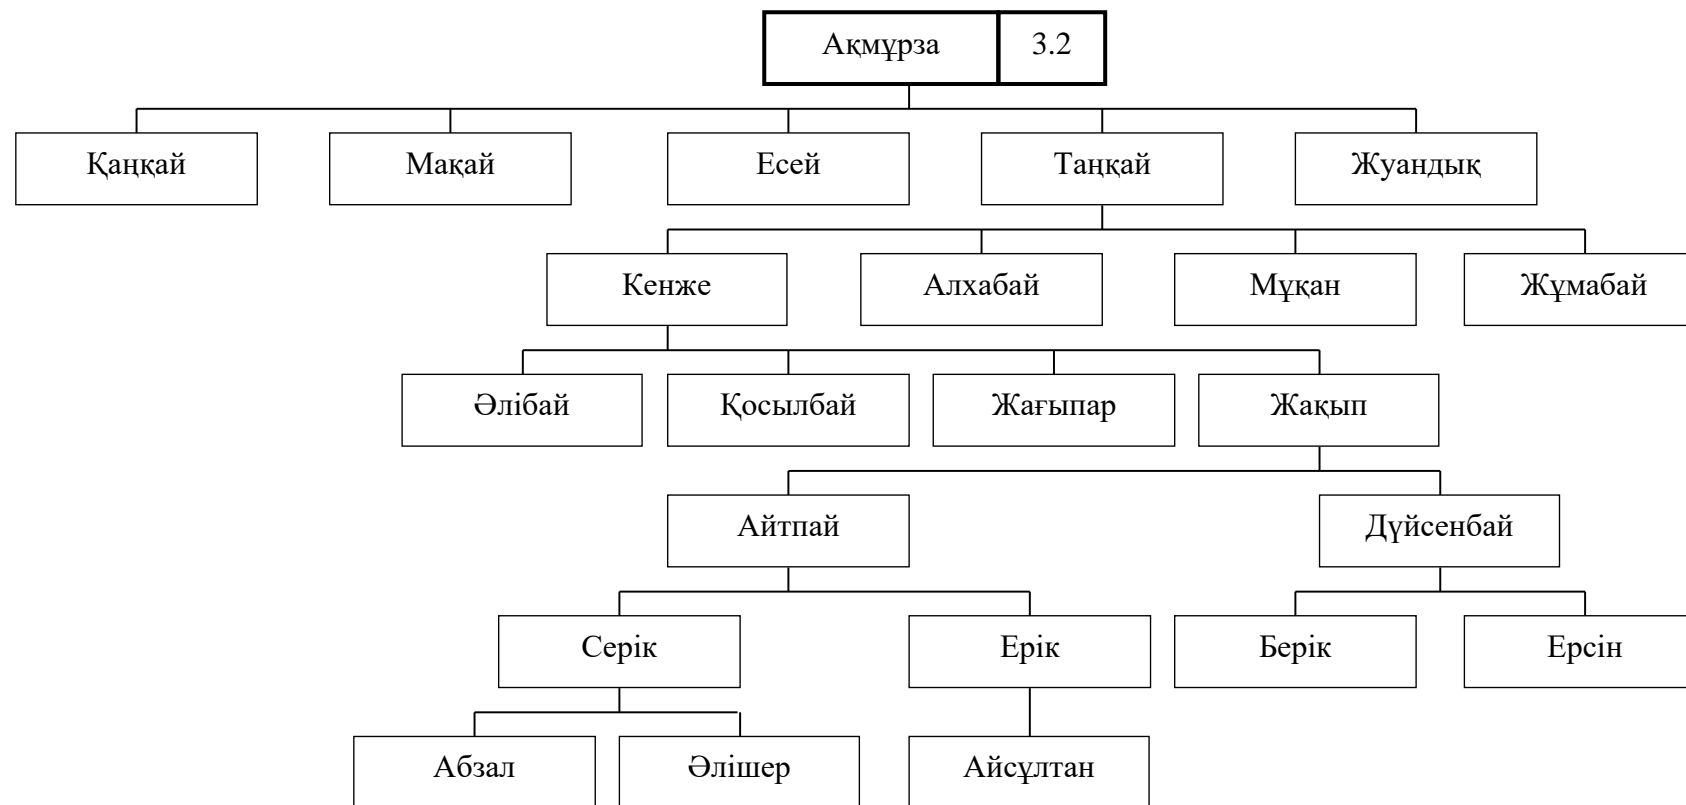 Ақмұрза 3.2
Қаңқай Мақай Есей Таңқай Жуандық
Кенже Алхабай Мұқан Жұмабай
Әлібай Қосылбай Жағыпар Жақып
Айтпай Дүйсенбай
Серік Ерік Берік Ерсін
Абзал Әлішер Айсұлтан